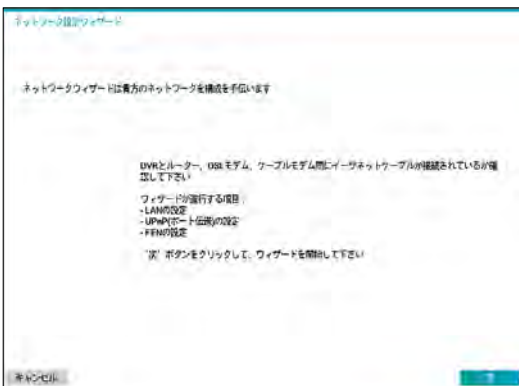 ネットワーク設定ウィザード
ネットワークウィザードは貴方のネットワークを構成を手伝います
DVRとルーター、DSLモデム、ケーブルモデム間にイーサネットケーブルが接続されているか確
認して下さい
ウィザードが進行する項目:
- LANの設定
- UPnP(ポート伝送)の設定
- FENの設定
'次' ボタンをクリックして、ウィザードを開始して下さい
キャンセル
次